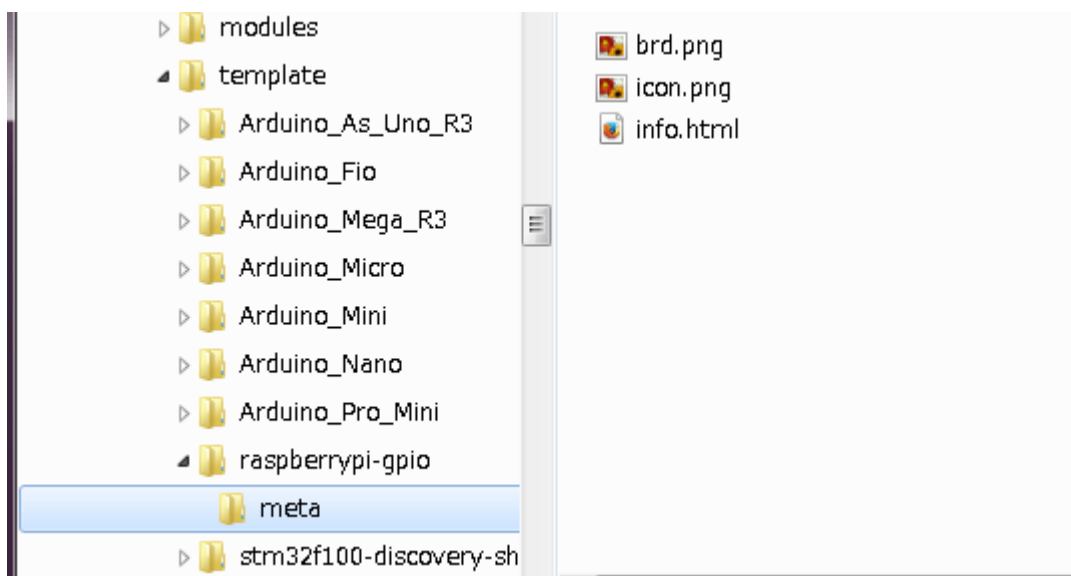 modules
template
Arduino_As_Uno_R3
Arduino_Fio
Arduino_Mega_R3
Arduino_Micro
Arduino_Mini
Arduino_Nano
Arduino_Pro_Mini
raspberrypi-gpio
meta
stm32f100-discovery-sh
brd.png
icon.png
info.html